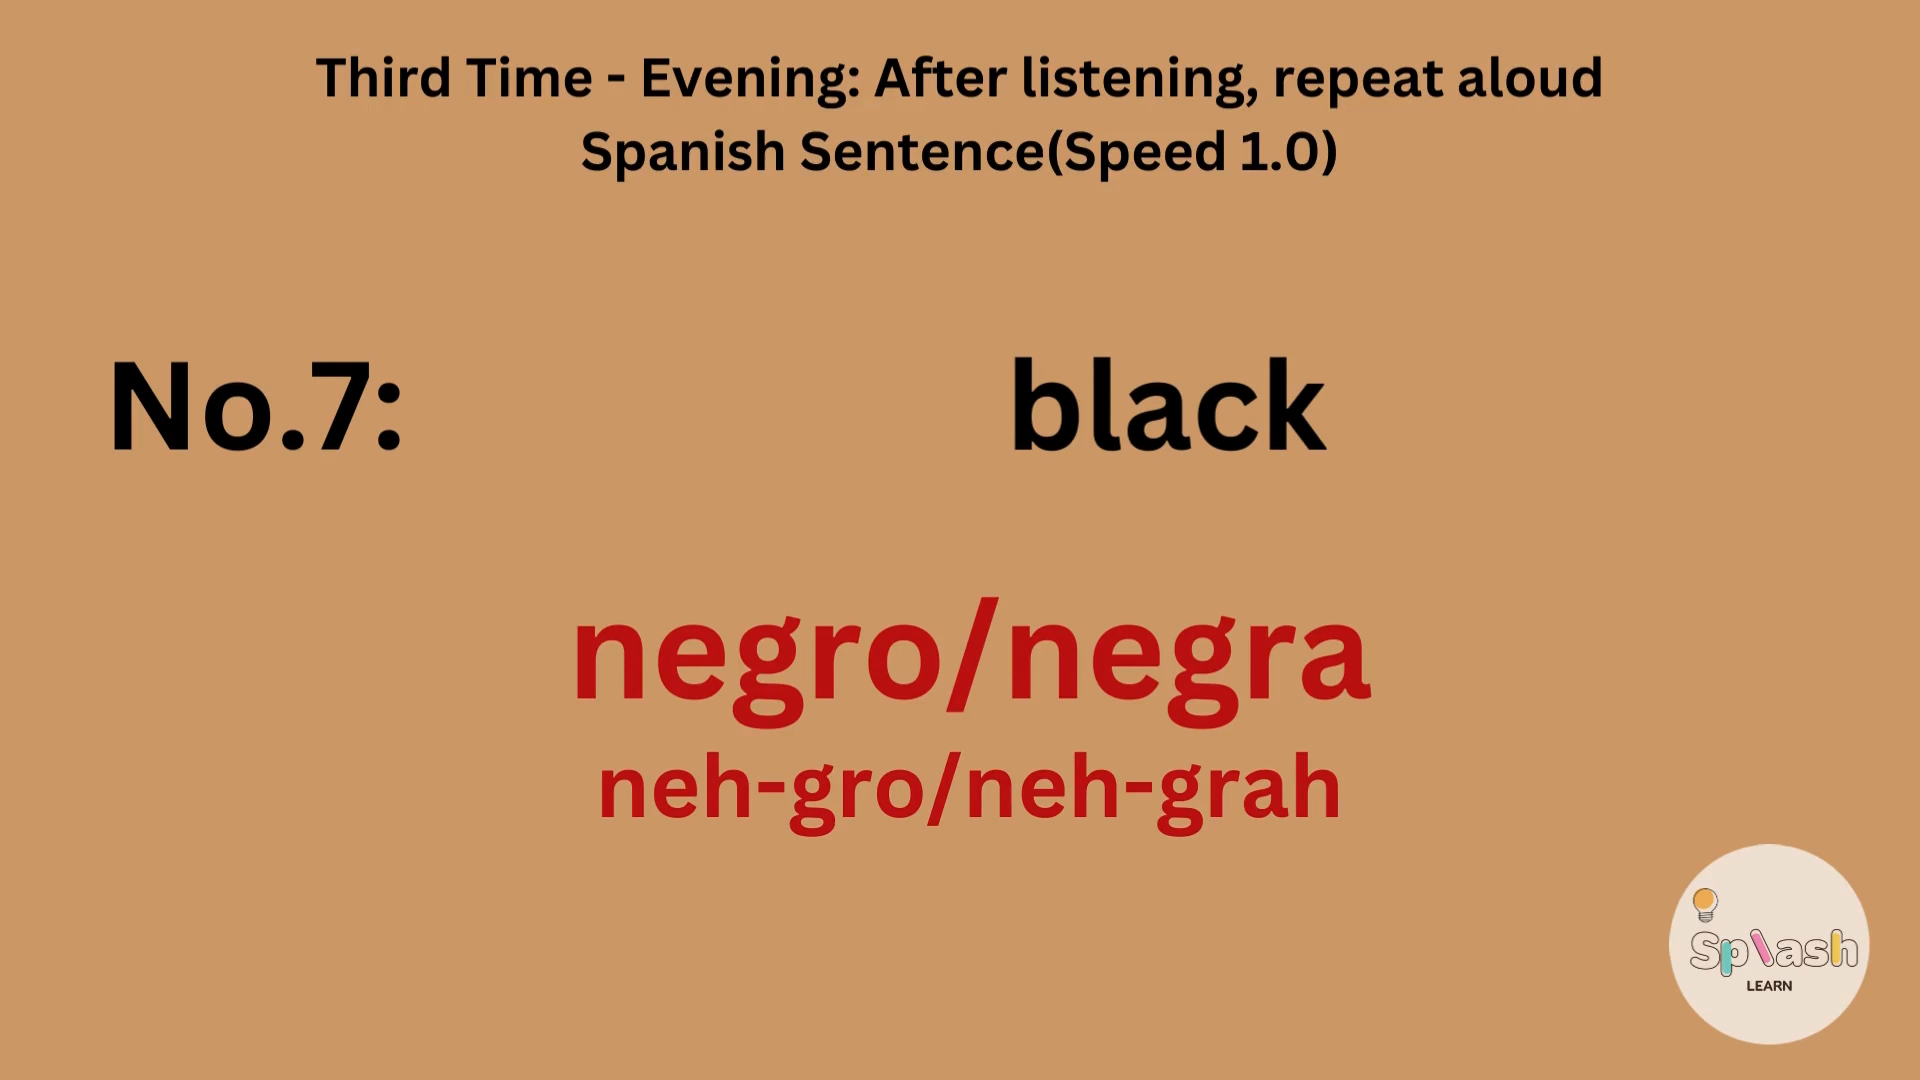 Third Time - Evening: After listening, repeat aloud
Spanish Sentence(Speed 1.0)
No.7: black
negro/negra
neh-gro/neh-grah
Splash
LEARN